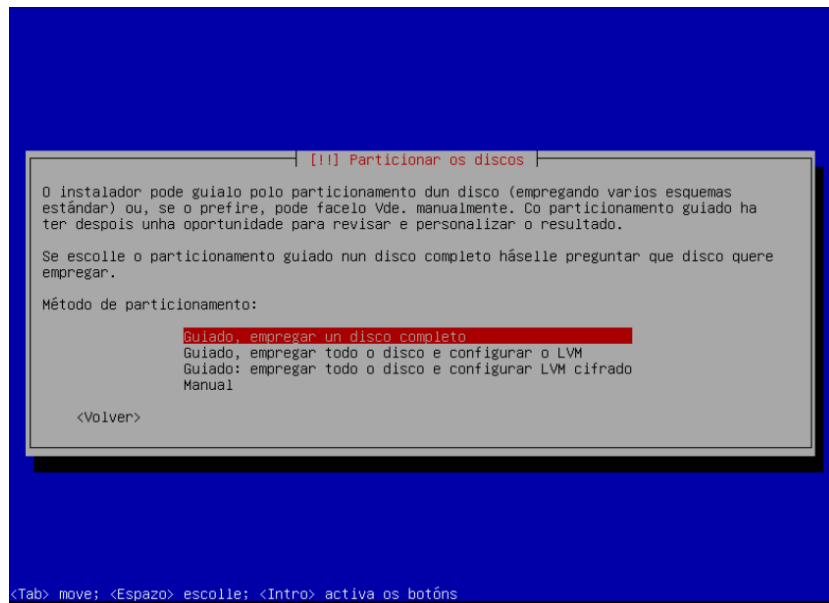 [!!] Particionar os discos
O instalador pode guialo polo particionamento dun disco (empregando varios esquemas
estándar) ou, se o prefire, pode facelo Vde. manualmente. Co particionamento guiado ha
ter despois unha oportunidade para revisar e personalizar o resultado.
Se escolle o particionamento guiado nun disco completo háselle preguntar que disco quere
empregar.
Método de particionamento:
Guiado, empregar un disco completo
Guiado, empregar todo o disco e configurar o LVM
Guiado: empregar todo o disco e configurar LVM cifrado
Manual
<Volver>
<Tab> move; <Espazo> escolle; <Intro> activa os botóns